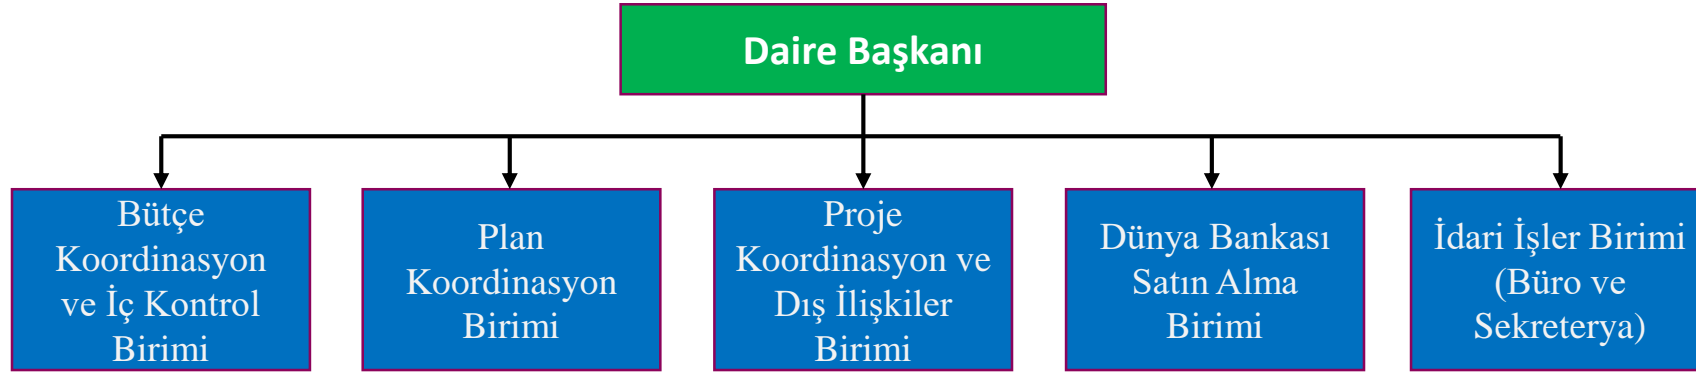 Daire Başkanı
Bütçe
Koordinasyon
ve İç Kontrol
Birimi
Plan
Koordinasyon
Birimi
Proje
Koordinasyon ve
Dış İlişkiler
Birimi
Dünya Bankası
Satın Alma
Birimi
İdari İşler Birimi
(Büro ve
Sekreterya)